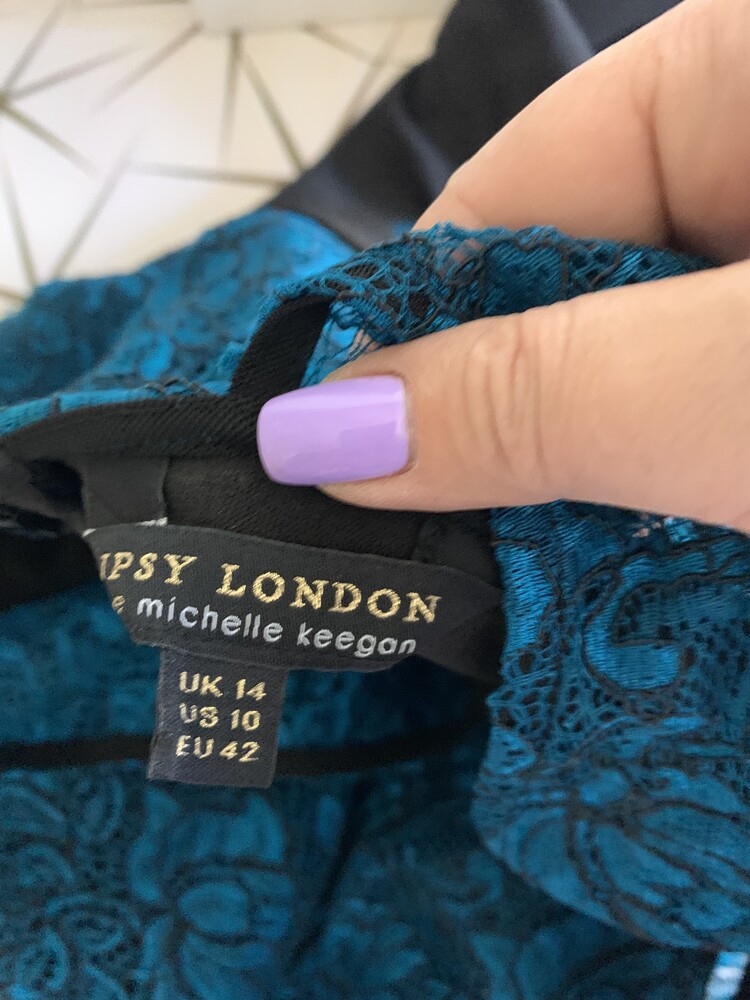 IPSY LONDON
e michelle keegan
UK 14
US 10
EU 42